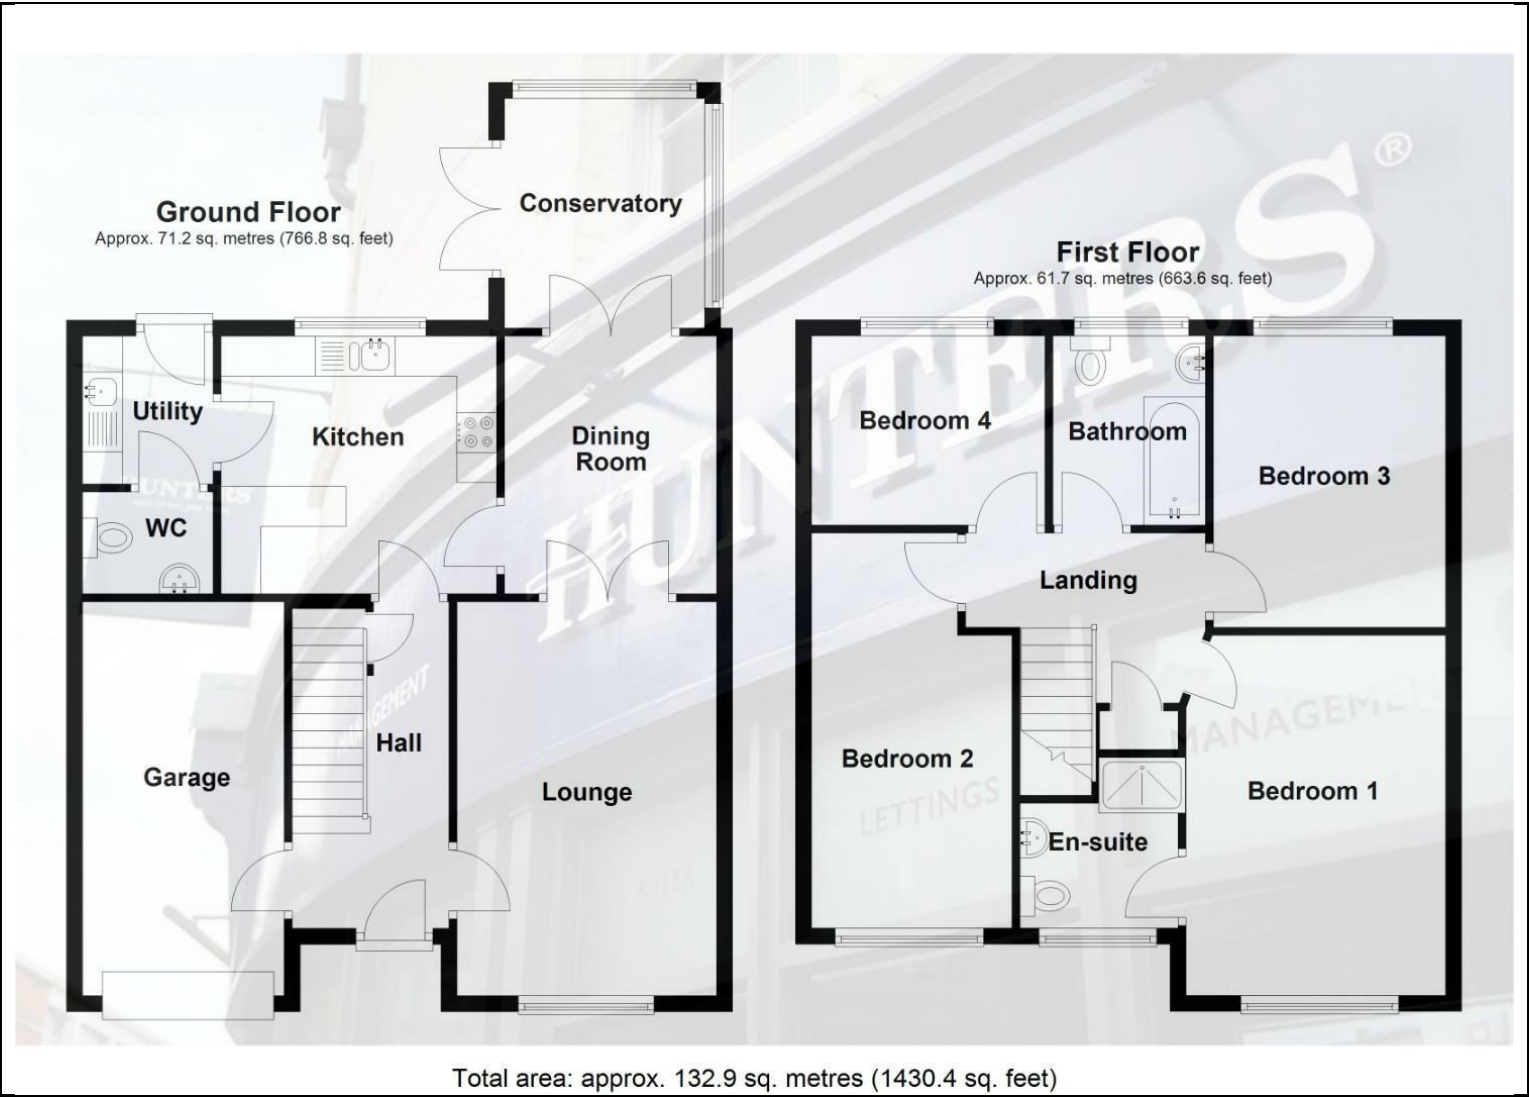 Ground Floor
Approx. 71.2 sq. metres (766.8 sq. feet)
Conservatory
Utility
Kitchen
Dining
Room
WC
Hall
Garage
Lounge
First Floor
Approx. 61.7 sq. metres (663.6 sq. feet)
Bedroom 4
Bathroom
Bedroom 3
Landing
Bedroom 2
Bedroom 1
En-suite
HUNTERS®
HUNTERS
MANAGEMENT
LETTINGS
SALES
MANAGEMENT
Total area: approx. 132.9 sq. metres (1430.4 sq. feet)